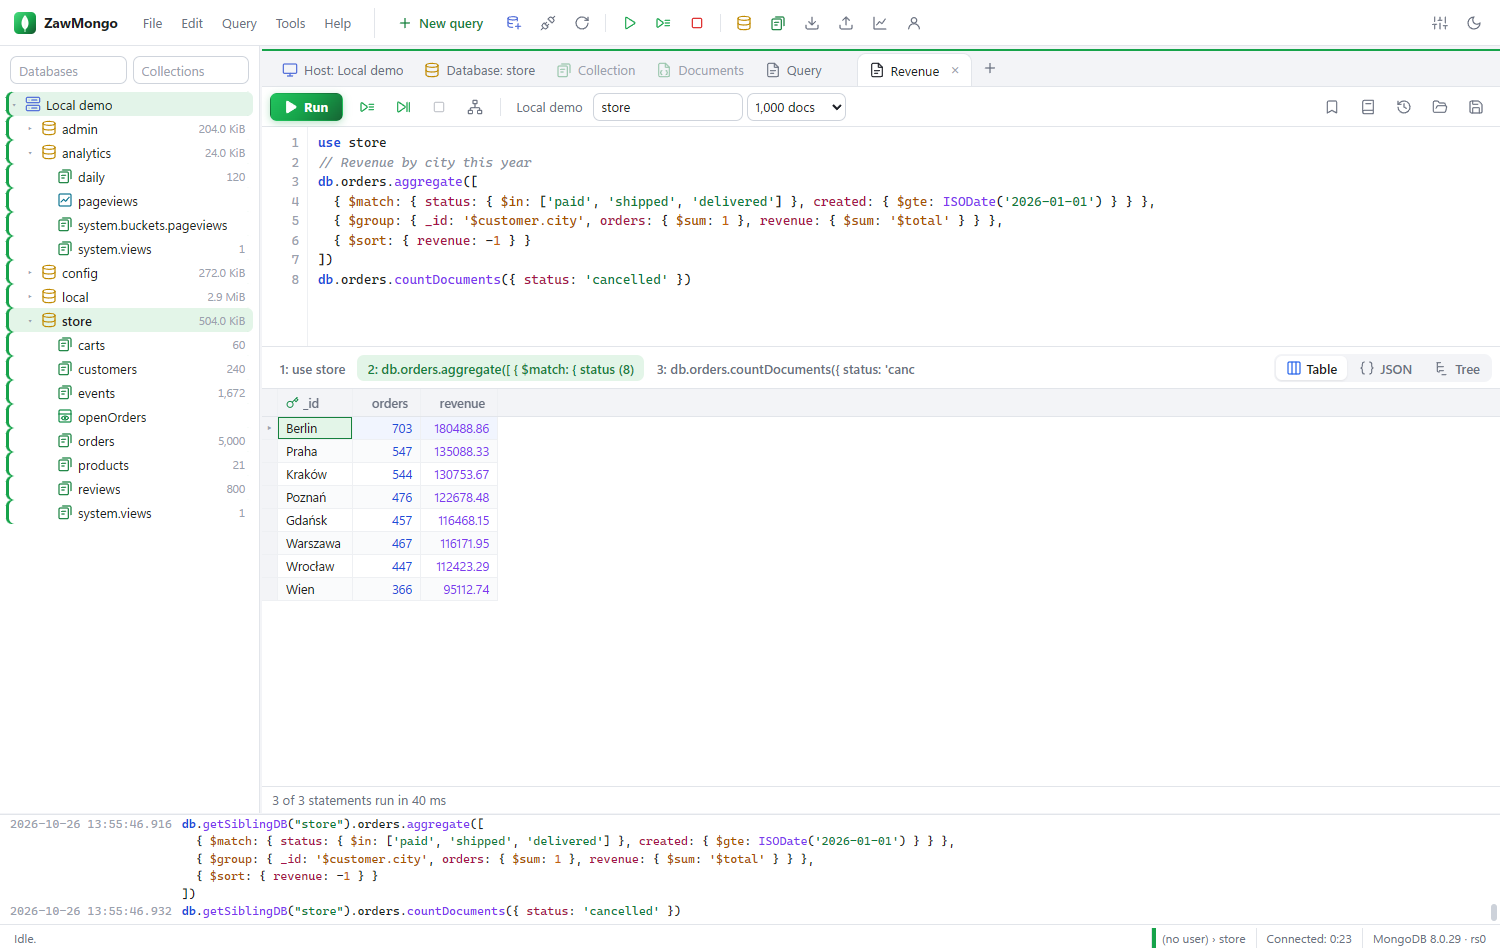 ZawMongo File Edit Query Tools Help New query
Databases Collections
Local demo
admin 204.0 KiB
analytics 24.0 KiB
daily 120
pageviews
system.buckets.pageviews
system.views 1
config 272.0 KiB
local 2.9 MiB
store 504.0 KiB
carts 60
customers 240
events 1,672
openOrders
orders 5,000
products 21
reviews 800
system.views 1
Host: Local demo Database: store Collection Documents Query Revenue
Run Local demo store 1,000 docs
1 use store
2 // Revenue by city this year
3 db.orders.aggregate([
4 { $match: { status: { $in: ['paid', 'shipped', 'delivered'] }, created: { $gte: ISODate('2026-01-01') } } },
5 { $group: { _id: '$customer.city', orders: { $sum: 1 }, revenue: { $sum: '$total' } } },
6 { $sort: { revenue: -1 } }
7 ])
8 db.orders.countDocuments({ status: 'cancelled' })
1: use store 2: db.orders.aggregate([ { $match: { status (8) 3: db.orders.countDocuments({ status: 'canc Table JSON Tree
_id orders revenue
Berlin 703 180488.86
Praha 547 135088.33
Kraków 544 130753.67
Poznań 476 122678.48
Gdańsk 457 116468.15
Warszawa 467 116171.95
Wrocław 447 112423.29
Wien 366 95112.74
3 of 3 statements run in 40 ms
2026-10-26 13:55:46.916 db.getSiblingDB("store").orders.aggregate([
{ $match: { status: { $in: ['paid', 'shipped', 'delivered'] }, created: { $gte: ISODate('2026-01-01') } } },
{ $group: { _id: '$customer.city', orders: { $sum: 1 }, revenue: { $sum: '$total' } } },
{ $sort: { revenue: -1 } }
])
2026-10-26 13:55:46.932 db.getSiblingDB("store").orders.countDocuments({ status: 'cancelled' })
Idle. (no user) › store Connected: 0:23 MongoDB 8.0.29 · rs0